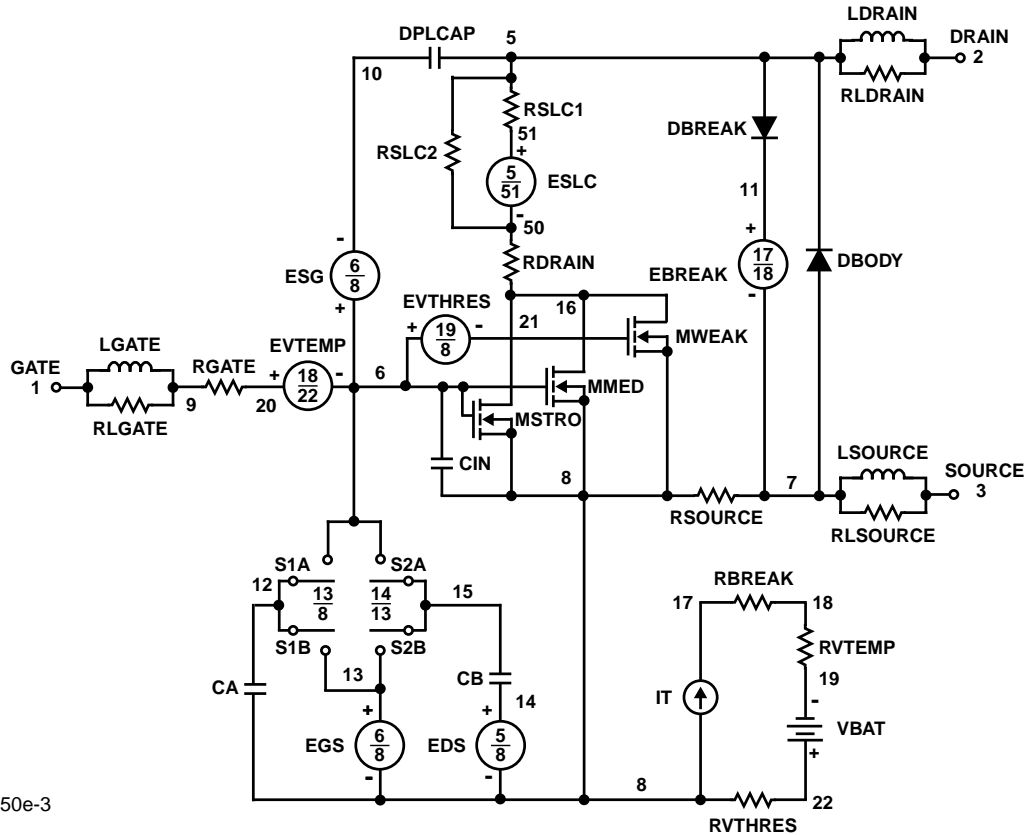 LDRAIN
DPLCAP 5 DRAIN
10 2
RLDRAIN
RSLC1
DBREAK
51
+
RSLC2
5
51
ESLC
11
-
50
- +
RDRAIN
6
8
ESG
17
18
EBREAK
DBODY
+
EVTHRES
-
16
21
+ 19
8 -
MWEAK
LGATE EVTEMP
GATE RGATE + 18
22 - 6
1
MMED
9 20
MSTRO
RLGATE
LSOURCE
CIN
8 7 SOURCE
3
RSOURCE
RLSOURCE
S1A S2A
12 13
8 14
13 15 RBREAK
17 18
S1B S2B
RVTEMP
13
CB
CA 19
14 IT -
+ +
VBAT
EGS 6
8 EDS 5
8
+
- -
8 22
50e-3
RVTHRES